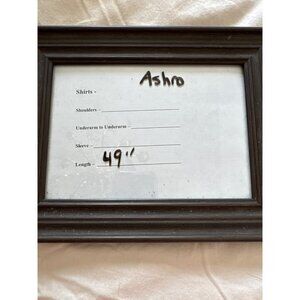 Ashro
Shirts -
Shoulders -
Underarm to Underarm -
Sleeve -
Length - 49"